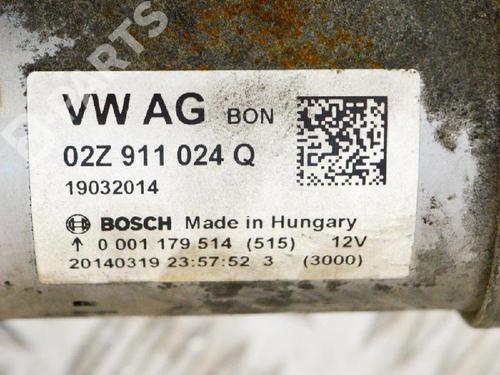 VW AG BON
02Z 911 024 Q
19032014
BOSCH Made in Hungary
↑ 0 001 179 514 (515) 12V
20140319 23:57:52 3 (3000)
PARTS